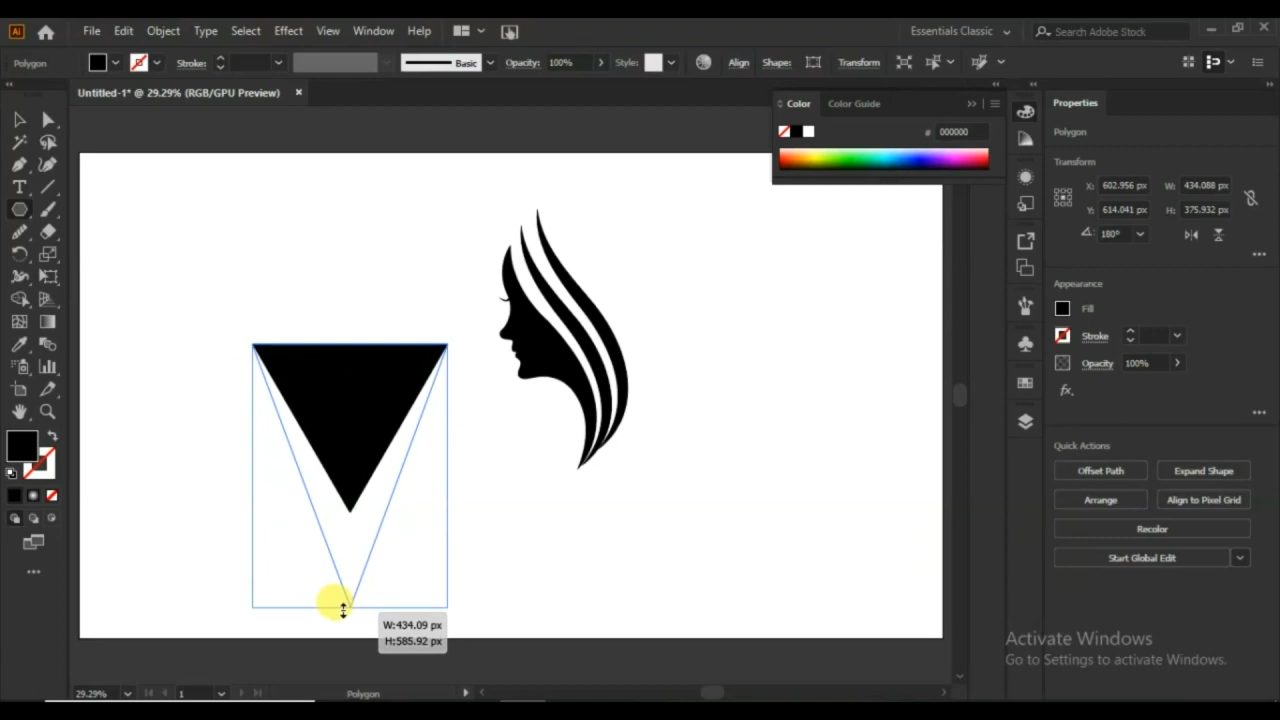 Ai File Edit Object Type Select Effect View Window Help Essentials Classic Search Adobe Stock
Polygon Stroke: Basic Opacity: 100% Style: Align Shape: Transform
Untitled-1* @ 29.29% (RGB/GPU Preview) ×
Color Color Guide
# 000000
Properties
Polygon
Transform
X: 602.956 px W: 434.088 px
Y: 614.041 px H: 375.932 px
180°
Appearance
Fill
Stroke
Opacity 100%
fx.
Quick Actions
Offset Path Expand Shape
Arrange Align to Pixel Grid
Recolor
Start Global Edit
W:434.09 px
H:585.92 px
Activate Windows
Go to Settings to activate Windows.
29.29% 1 Polygon